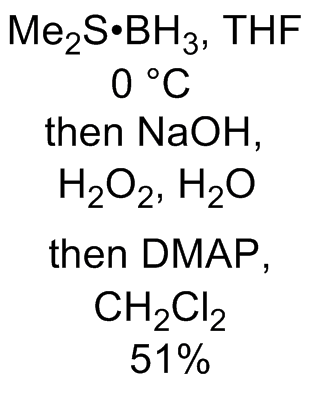 Me₂S•BH₃, THF
0 °C
then NaOH,
H₂O₂, H₂O
then DMAP,
CH₂Cl₂
51%